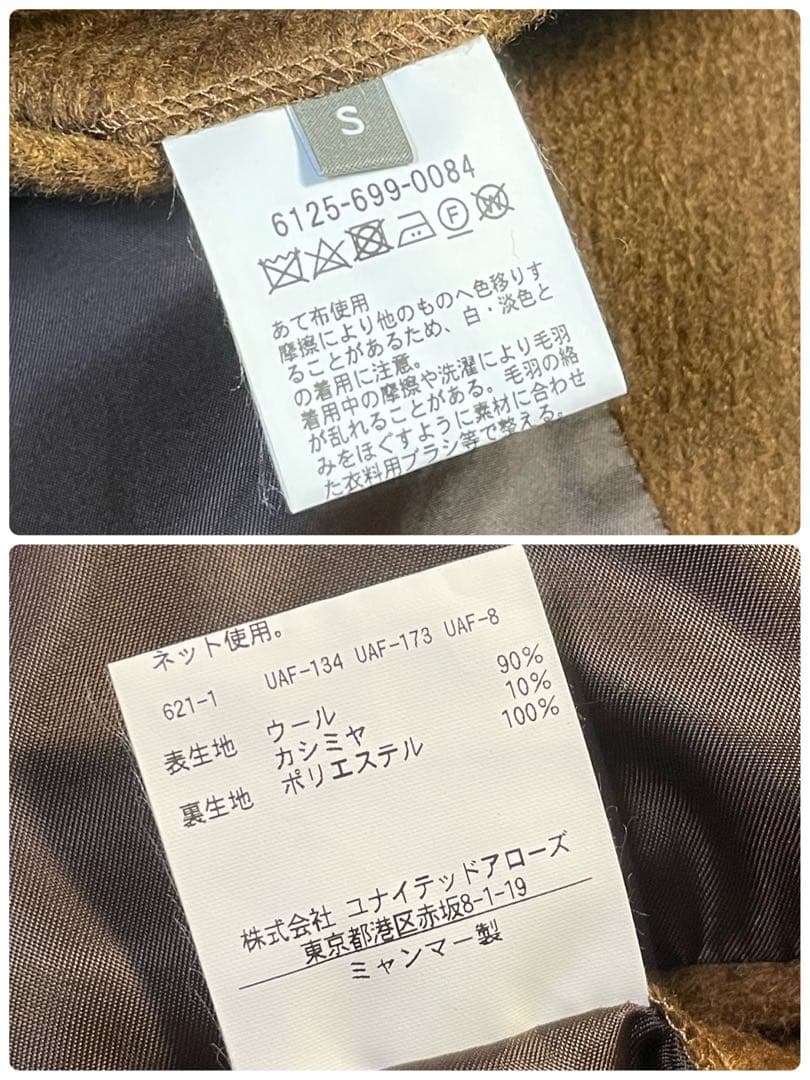 S
6125-699-0084
あて布使用
摩擦により他のものへ色移りす
ることがあるため、白・淡色と
の着用に注意。
着用中の摩擦や洗濯により毛羽
が乱れることがある。毛羽の絡
みをほぐすように素材に合わせ
た衣料用ブラシ等で整える。
ネット使用。
621-1 UAF-134 UAF-173 UAF-8
表生地 ウール 90%
カシミヤ 10%
裏生地 ポリエステル 100%
株式会社 ユナイテッドアローズ
東京都港区赤坂8-1-19
ミャンマー製